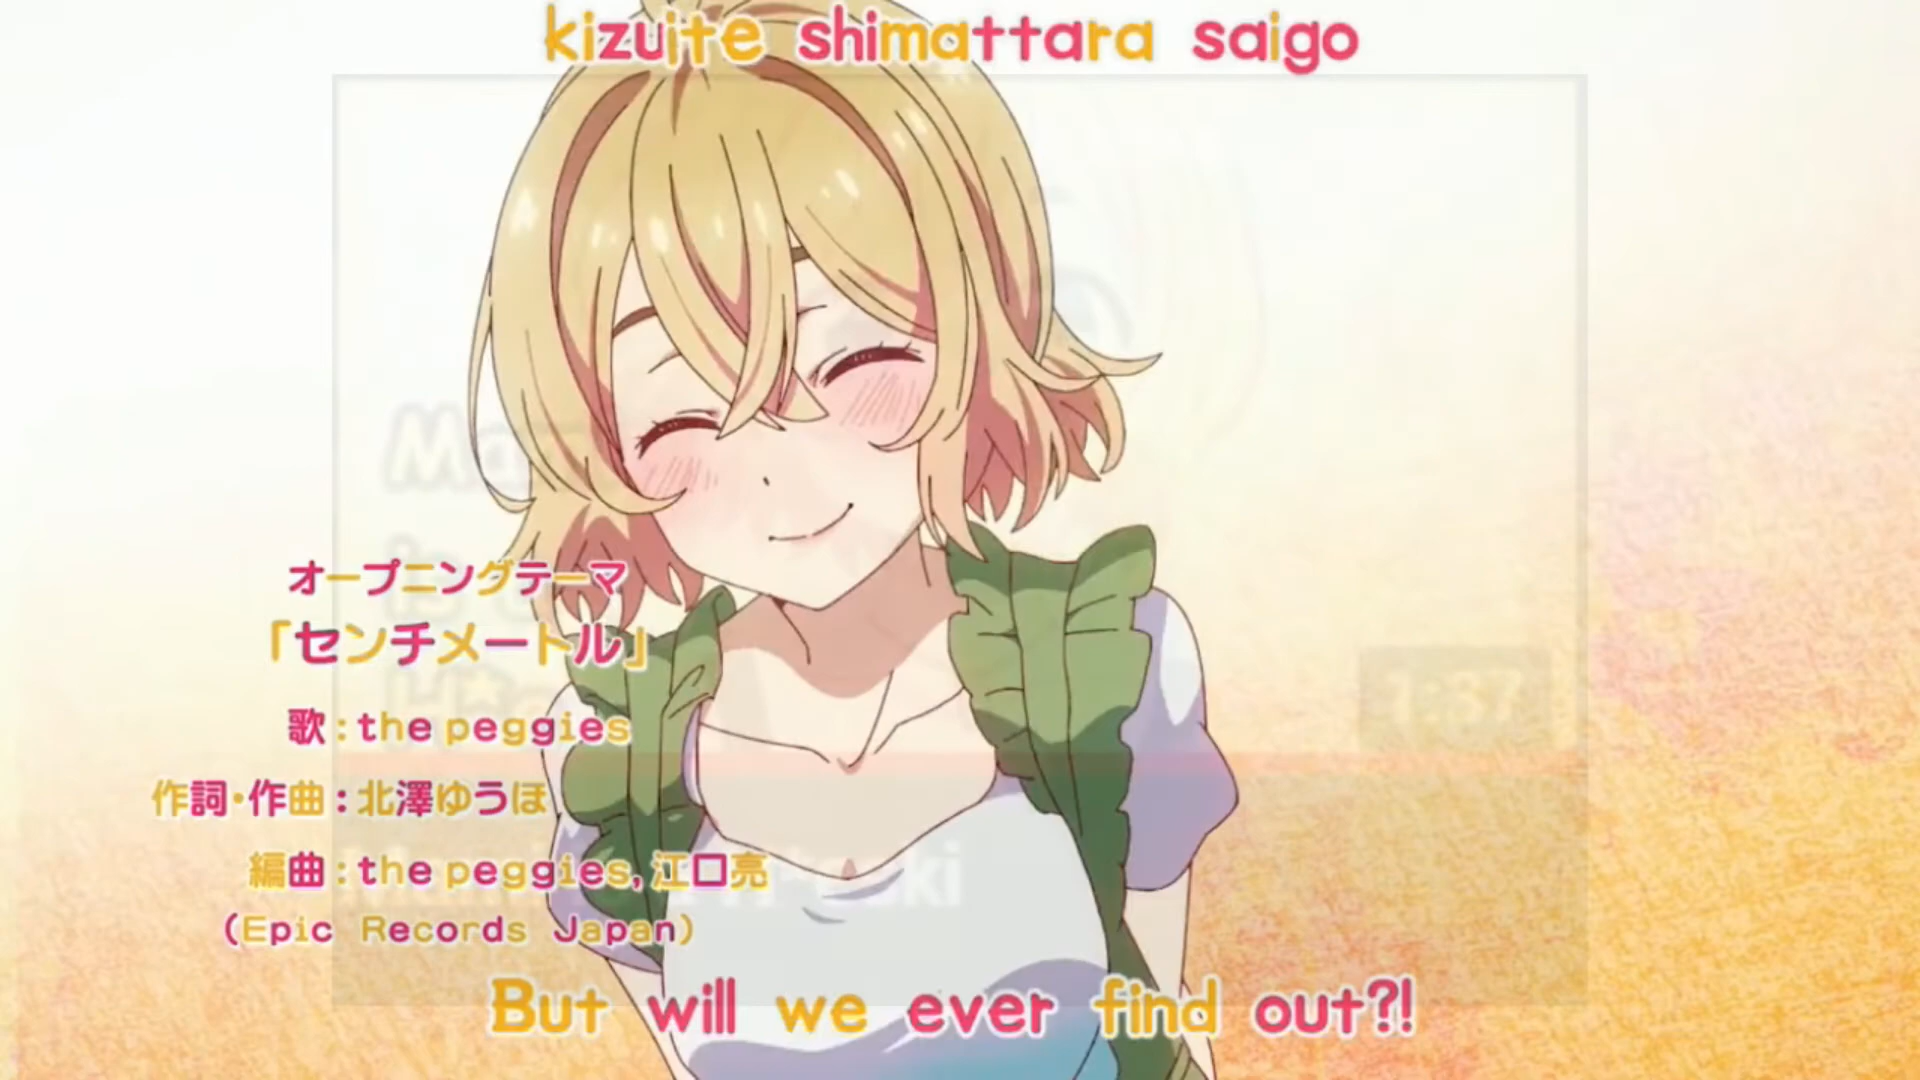 kizuite shimattara saigo
オープニングテーマ
「センチメートル」
歌:the peggies
1:37
作詞・作曲:北澤ゆうほ
編曲:the peggies,江口亮
(Epic Records Japan)
But will we ever find out?!